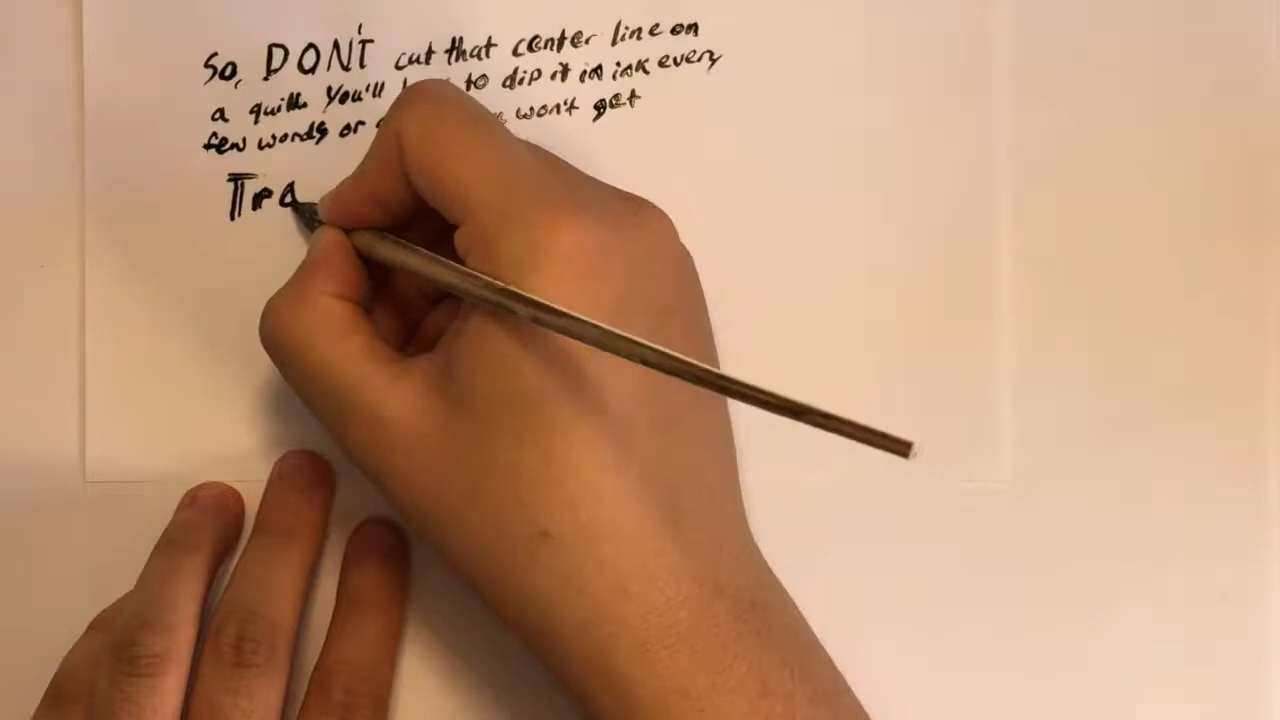 So, DON'T cut that center line on
a quill. You'll to dip it in ink every
few words or won't get
Tra